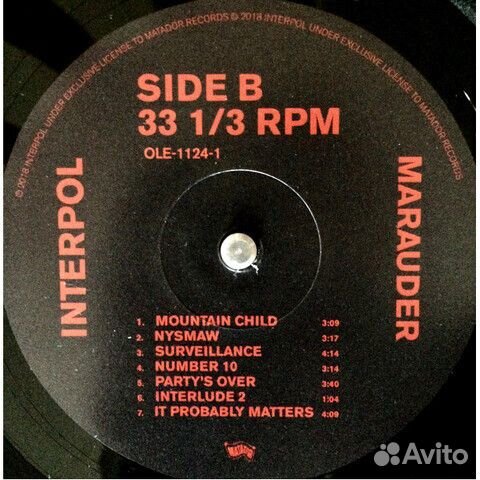 © 2018 INTERPOL UNDER EXCLUSIVE LICENSE TO MATADOR RECORDS © 2018 INTERPOL UNDER EXCLUSIVE LICENSE TO MATADOR RECORDS
SIDE B
33 1/3 RPM
OLE-1124-1
INTERPOL
MARAUDER
1. MOUNTAIN CHILD 3:09
2. NYSMAW 3:17
3. SURVEILLANCE 4:14
4. NUMBER 10 3:14
5. PARTY'S OVER 3:40
6. INTERLUDE 2 1:04
7. IT PROBABLY MATTERS 4:09
MATADOR
Avito